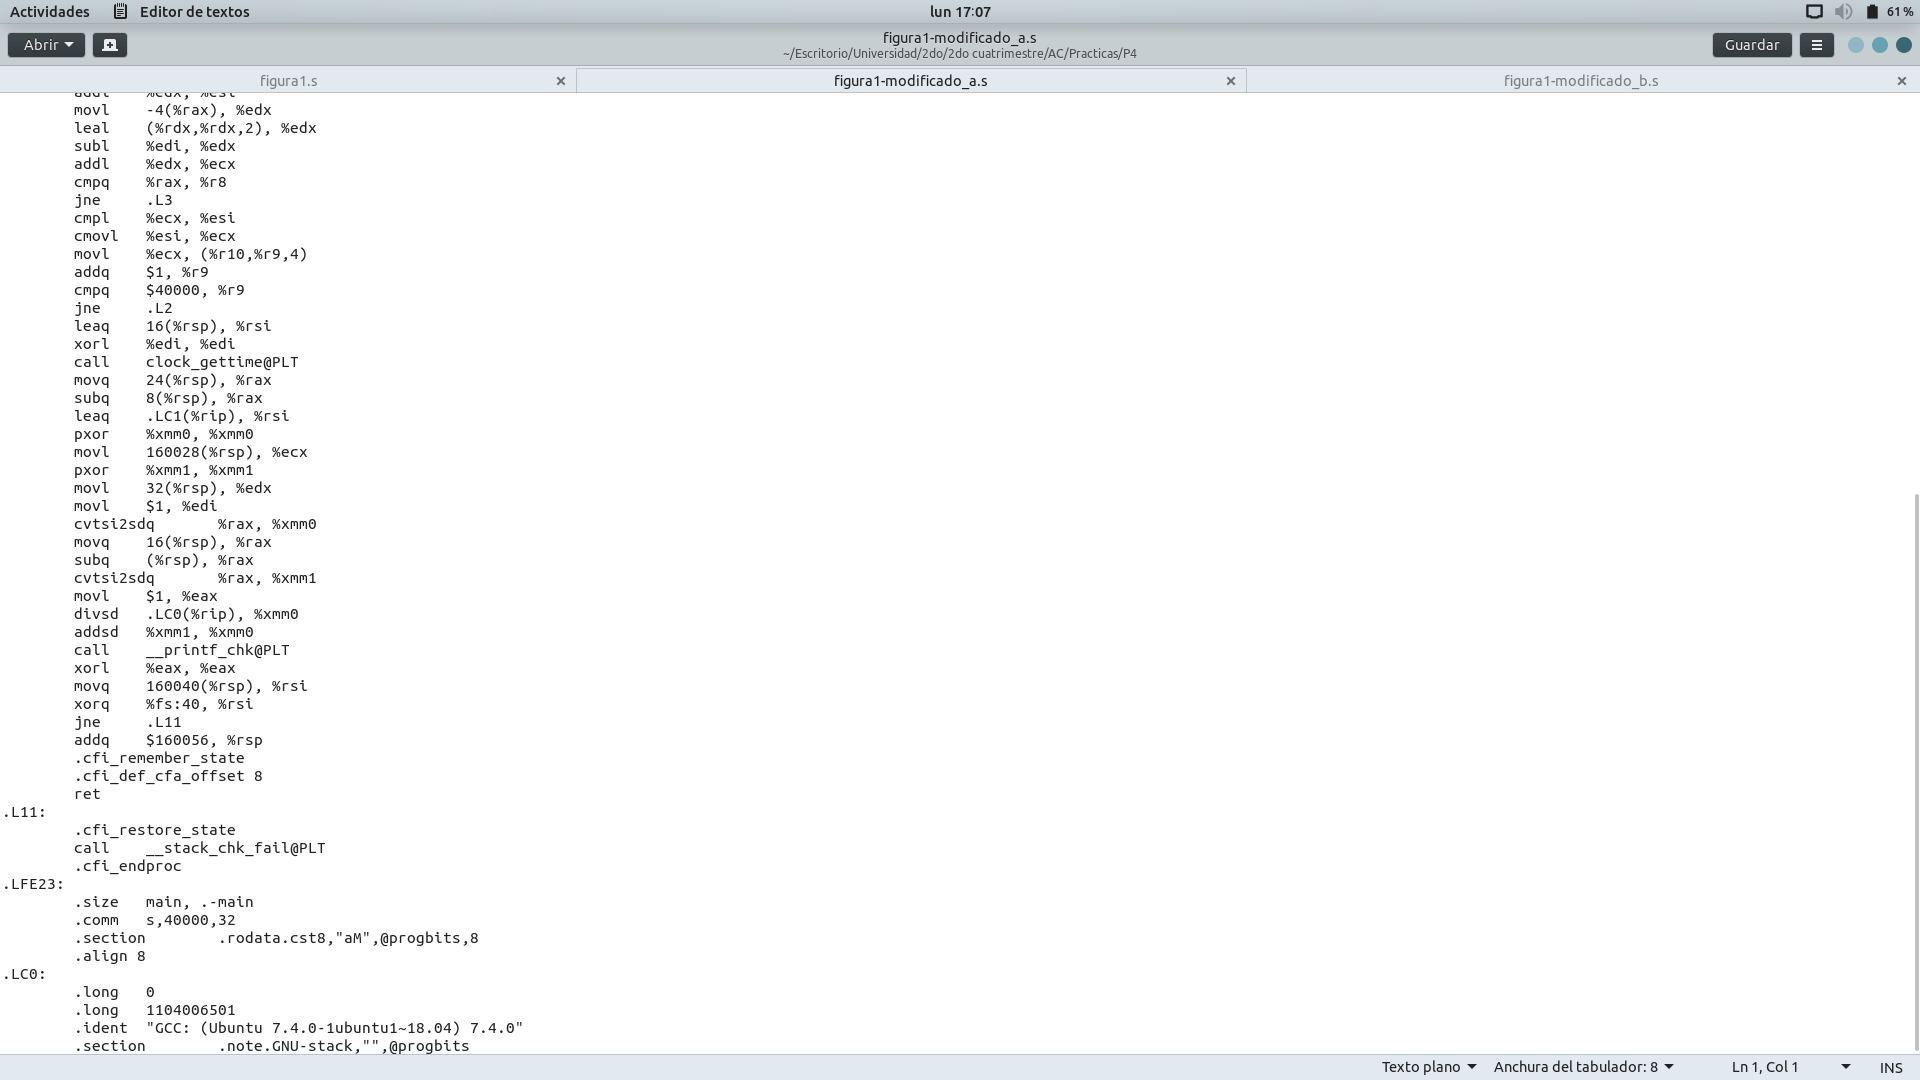 Actividades Editor de textos lun 17:07 61 %
Abrir figura1-modificado_a.s Guardar
~/Escritorio/Universidad/2do/2do cuatrimestre/AC/Practicas/P4
figura1.s figura1-modificado_a.s figura1-modificado_b.s
addl %edx, %esi
movl -4(%rax), %edx
leal (%rdx,%rdx,2), %edx
subl %edi, %edx
addl %edx, %ecx
cmpq %rax, %r8
jne .L3
cmpl %ecx, %esi
cmovl %esi, %ecx
movl %ecx, (%r10,%r9,4)
addq $1, %r9
cmpq $40000, %r9
jne .L2
leaq 16(%rsp), %rsi
xorl %edi, %edi
call clock_gettime@PLT
movq 24(%rsp), %rax
subq 8(%rsp), %rax
leaq .LC1(%rip), %rsi
pxor %xmm0, %xmm0
movl 160028(%rsp), %ecx
pxor %xmm1, %xmm1
movl 32(%rsp), %edx
movl $1, %edi
cvtsi2sdq %rax, %xmm0
movq 16(%rsp), %rax
subq (%rsp), %rax
cvtsi2sdq %rax, %xmm1
movl $1, %eax
divsd .LC0(%rip), %xmm0
addsd %xmm1, %xmm0
call __printf_chk@PLT
xorl %eax, %eax
movq 160040(%rsp), %rsi
xorq %fs:40, %rsi
jne .L11
addq $160056, %rsp
.cfi_remember_state
.cfi_def_cfa_offset 8
ret
.L11:
.cfi_restore_state
call __stack_chk_fail@PLT
.cfi_endproc
.LFE23:
.size main, .-main
.comm s,40000,32
.section .rodata.cst8,"aM",@progbits,8
.align 8
.LC0:
.long 0
.long 1104006501
.ident "GCC: (Ubuntu 7.4.0-1ubuntu1~18.04) 7.4.0"
.section .note.GNU-stack,"",@progbits
Texto plano Anchura del tabulador: 8 Ln 1, Col 1 INS